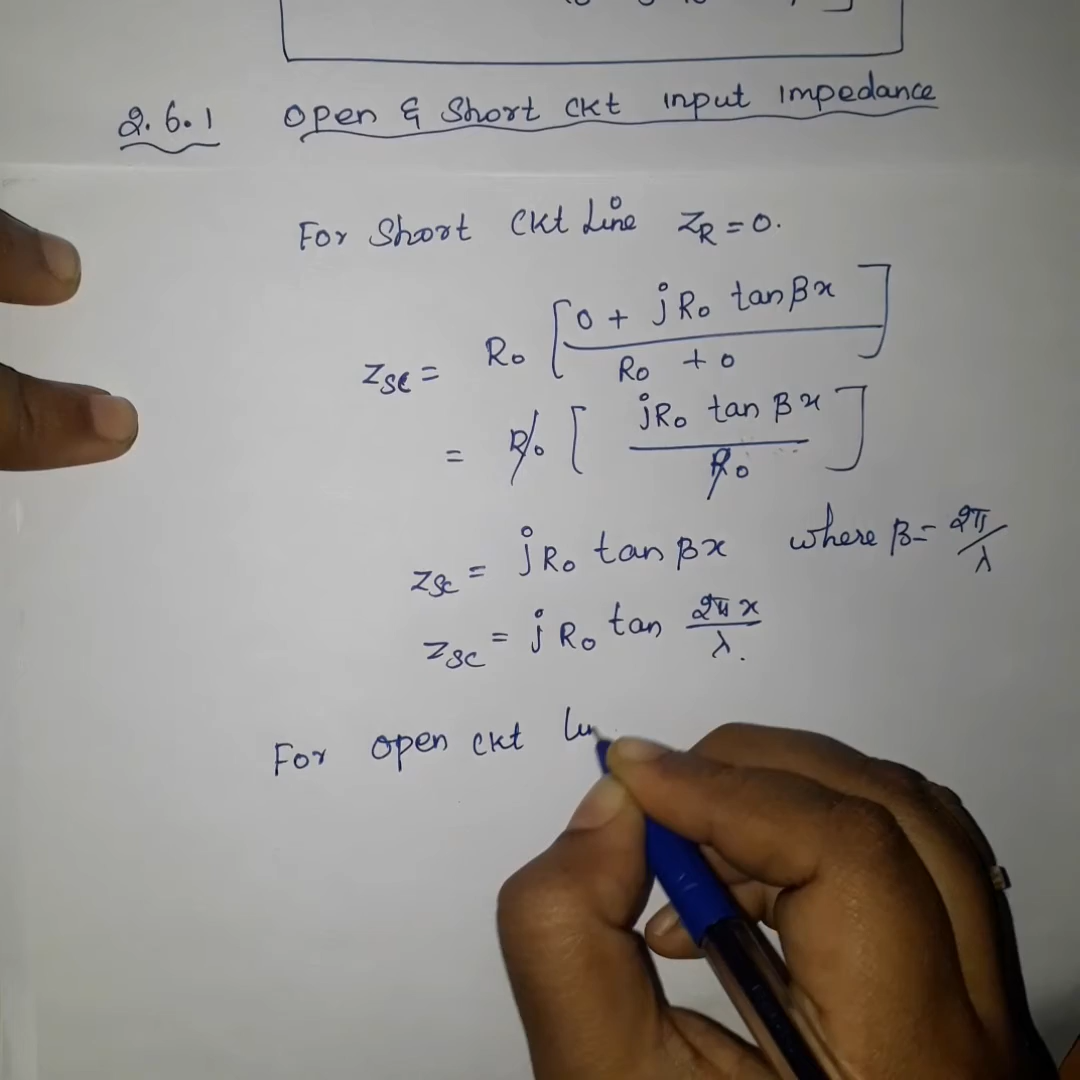 2.6.1 Open & Short ckt input impedance
For Short ckt Line Z_R = 0.
Z_SC = R₀ [ (0 + jR₀ tan βx) / (R₀ + 0) ]
= R₀ [ (jR₀ tan βx) / R₀ ]
Z_SC = jR₀ tan βx where β = 2π/λ
Z_SC = jR₀ tan 2πx/λ.
For open ckt